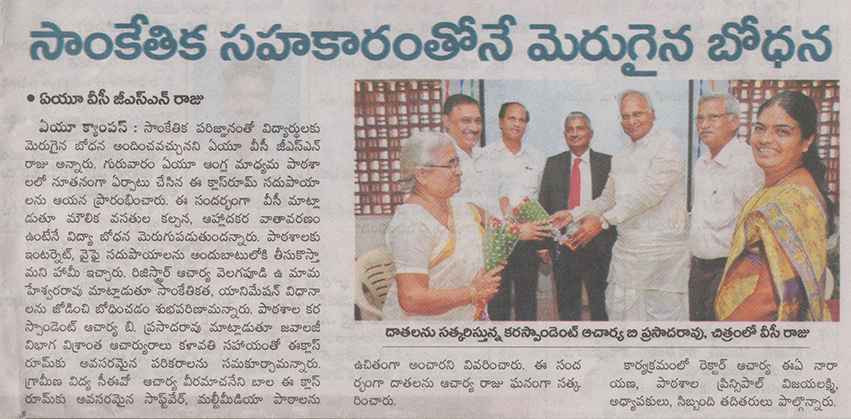 సాంకేతిక సహకారంతోనే మెరుగైన బోధన
• ఏయూ వీసీ జీఎస్ఎన్ రాజు
ఏయూ క్యాంపస్ : సాంకేతిక పరిజ్ఞానంతో విద్యార్థులకు
మెరుగైన బోధన అందించవచ్చునని ఏయూ వీసీ జీఎస్ఎన్
రాజు అన్నారు. గురువారం ఏయూ ఆంగ్ల మాధ్యమ పాఠశా
లలో నూతనంగా ఏర్పాటు చేసిన ఈ క్లాస్‌రూమ్ సదుపాయా
లను ఆయన ప్రారంభించారు. ఈ సందర్భంగా వీసీ మాట్లా
డుతూ మౌలిక వసతుల కల్పన, ఆహ్లాదకర వాతావరణం
ఉంటేనే విద్యా బోధన మెరుగుపడుతుందన్నారు. పాఠశాలకు
ఇంటర్నెట్, వైఫై సదుపాయాలను అందుబాటులోకి తీసుకొస్తా
మని హామీ ఇచ్చారు. రిజిస్ట్రార్ ఆచార్య వెలగపూడి ఉ మామ
హేశ్వరరావు మాట్లాడుతూ సాంకేతికత, యానిమేషన్ విధానా
లను జోడించి బోధించడం శుభపరిణామన్నారు. పాఠశాల కర
స్పాండెంట్ ఆచార్య బి. ప్రసాదరావు మాట్లాడుతూ జవాలజీ
విభాగ విశ్రాంత ఆచార్యురాలు కళావతి సహాయంతో ఈక్లాస్
రూమ్‌కు అవసరమైన పరికరాలను సమకూర్చామన్నారు.
గ్రామీణ విద్య సీఈవో ఆచార్య వీరమాచనేని బాల ఈ క్లాస్
రూమ్‌కు అవసరమైన సాఫ్ట్‌వేర్, మల్టీమీడియా పాఠాలను
దాతలను సత్కరిస్తున్న కరస్పాండెంట్ ఆచార్య బి ప్రసాదరావు, చిత్రంలో వీసీ రాజు
ఉచితంగా అంచారని వివరించారు. ఈ సంద
ర్భంగా దాతలను ఆచార్య రాజు ఘనంగా సత్క
రించారు.
కార్యక్రమంలో రెక్టార్ ఆచార్య ఈఏ నారా
యణ, పాఠశాల ప్రిన్సిపాల్ విజయలక్ష్మి,
అధ్యాపకులు, సిబ్బంది తదితరులు పాల్గొన్నారు.